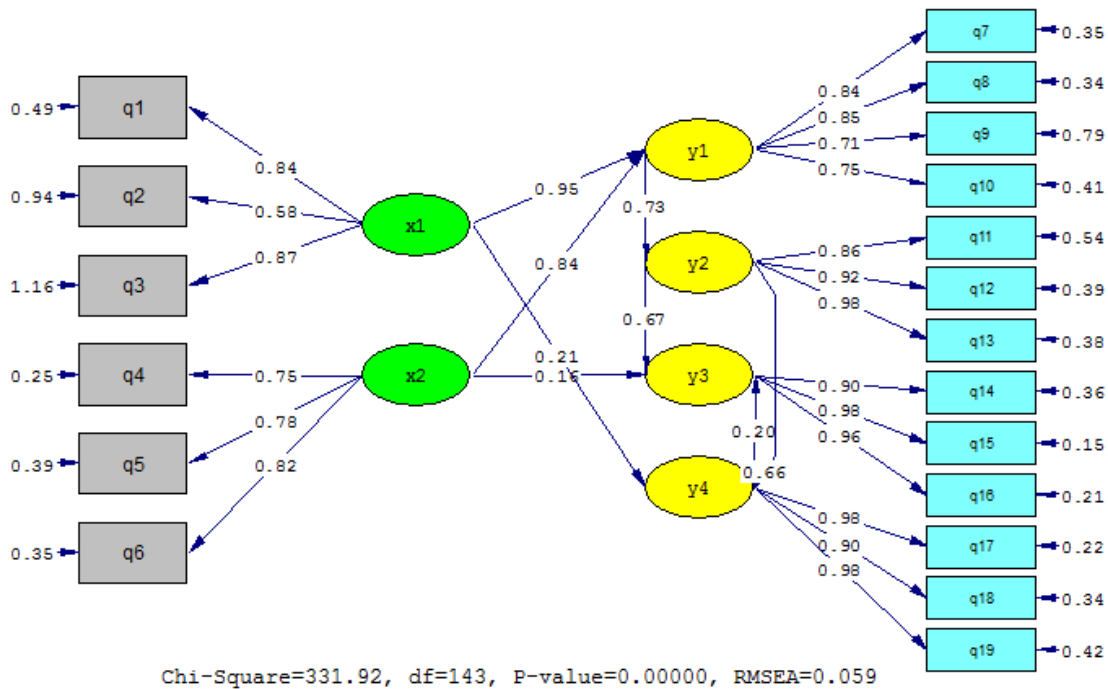 0.49 q1
0.94 q2
1.16 q3
0.25 q4
0.39 q5
0.35 q6
0.84
0.58
0.87
0.75
0.78
0.82
x1
x2
0.95
0.84
0.21
0.16
y1
0.73
y2
0.67
y3
0.20
0.66
y4
0.84
0.85
0.71
0.75
0.86
0.92
0.98
0.90
0.98
0.96
0.98
0.90
0.98
q7 0.35
q8 0.34
q9 0.79
q10 0.41
q11 0.54
q12 0.39
q13 0.38
q14 0.36
q15 0.15
q16 0.21
q17 0.22
q18 0.34
q19 0.42
Chi-Square=331.92, df=143, P-value=0.00000, RMSEA=0.059